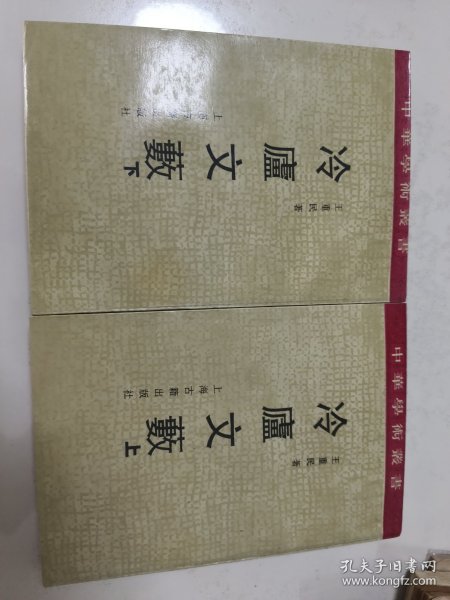 中華學術叢書
王重民著
冷廬文藪 下
上海古籍出版社
中華學術叢書
王重民著
冷廬文藪 上
上海古籍出版社
孔夫子旧书网
www.kongfz.com